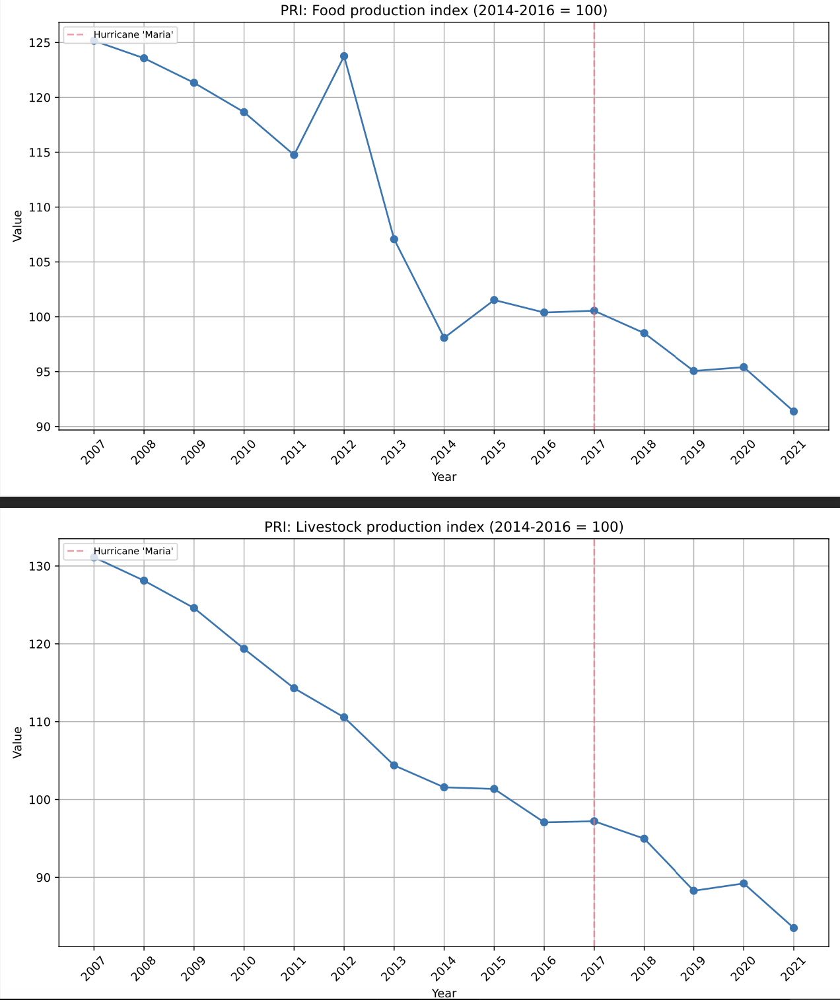 PRI: Food production index (2014-2016 = 100)
Hurricane 'Maria'
125
120
115
110
105
100
95
90
Value
2007 2008 2009 2010 2011 2012 2013 2014 2015 2016 2017 2018 2019 2020 2021
Year
PRI: Livestock production index (2014-2016 = 100)
Hurricane 'Maria'
130
120
110
100
90
Value
2007 2008 2009 2010 2011 2012 2013 2014 2015 2016 2017 2018 2019 2020 2021
Year